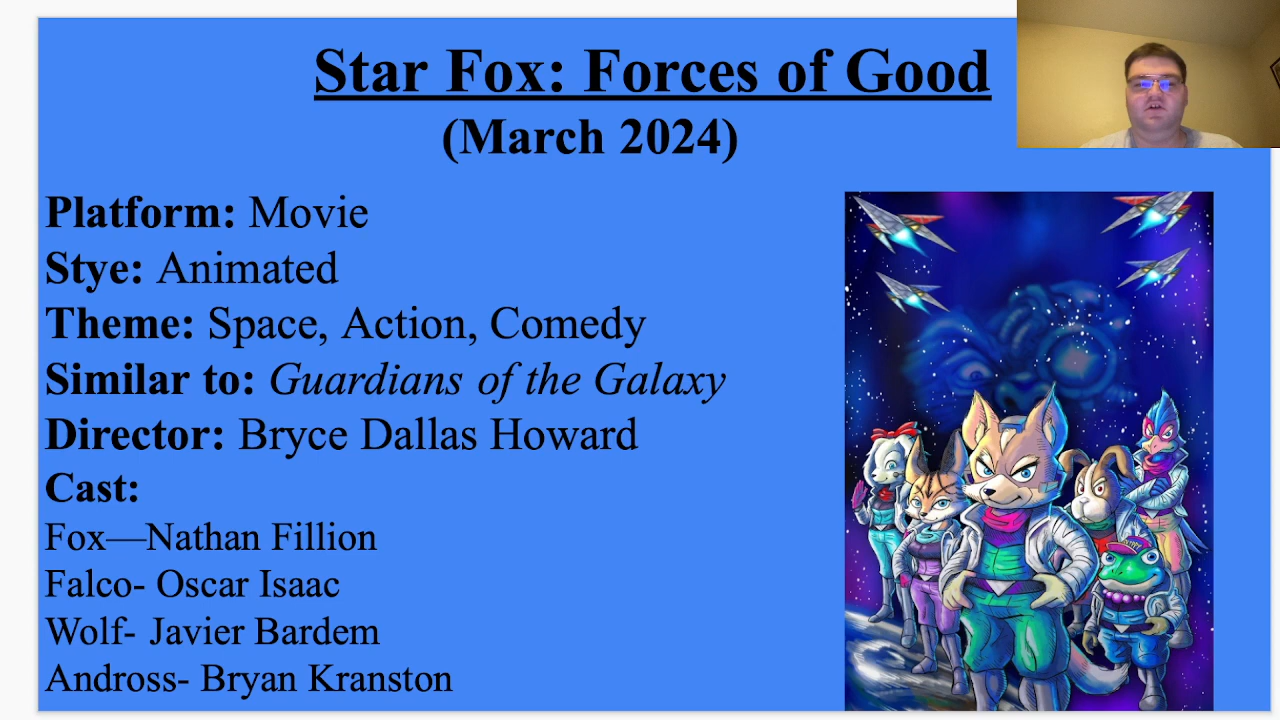 Star Fox: Forces of Good
(March 2024)
Platform: Movie
Stye: Animated
Theme: Space, Action, Comedy
Similar to: Guardians of the Galaxy
Director: Bryce Dallas Howard
Cast:
Fox—Nathan Fillion
Falco- Oscar Isaac
Wolf- Javier Bardem
Andross- Bryan Kranston